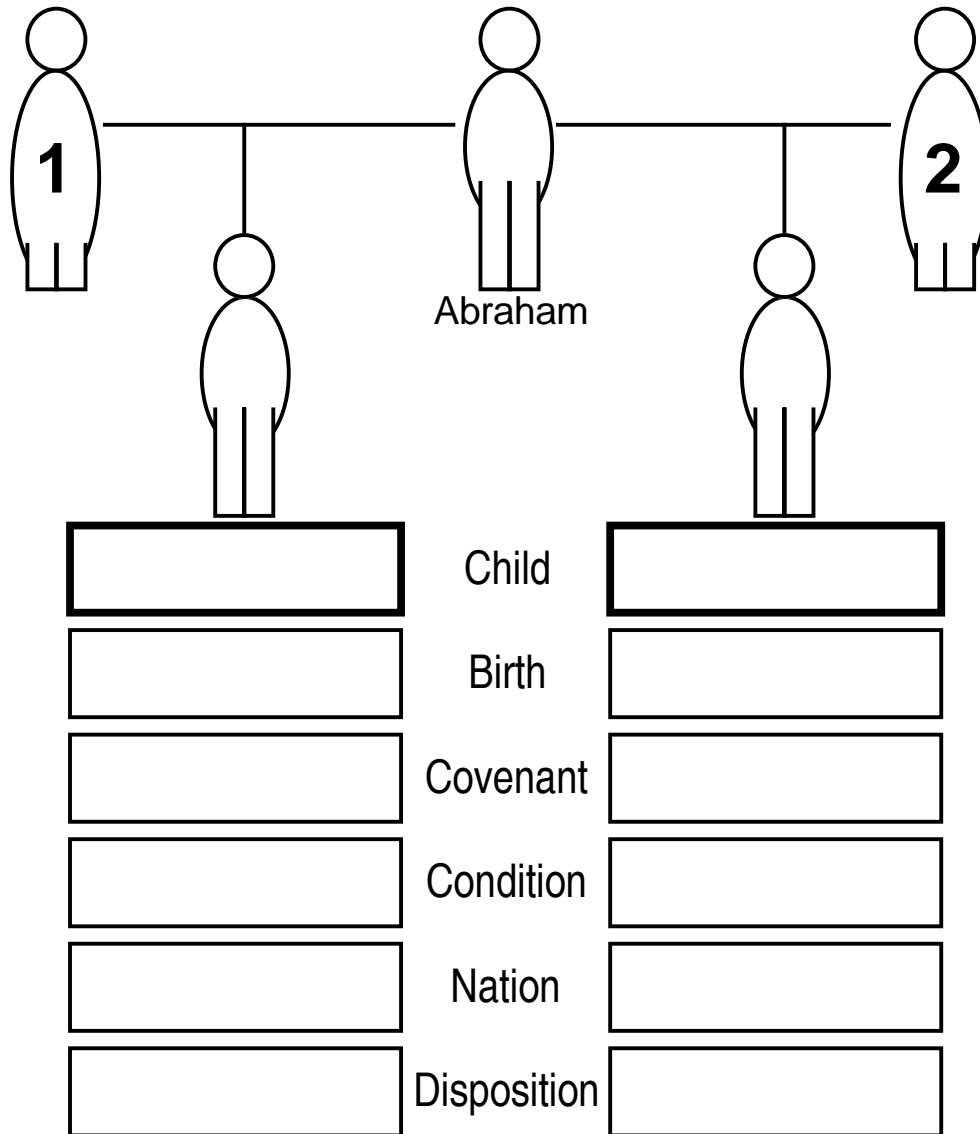 1
2
Abraham
Child
Birth
Covenant
Condition
Nation
Disposition